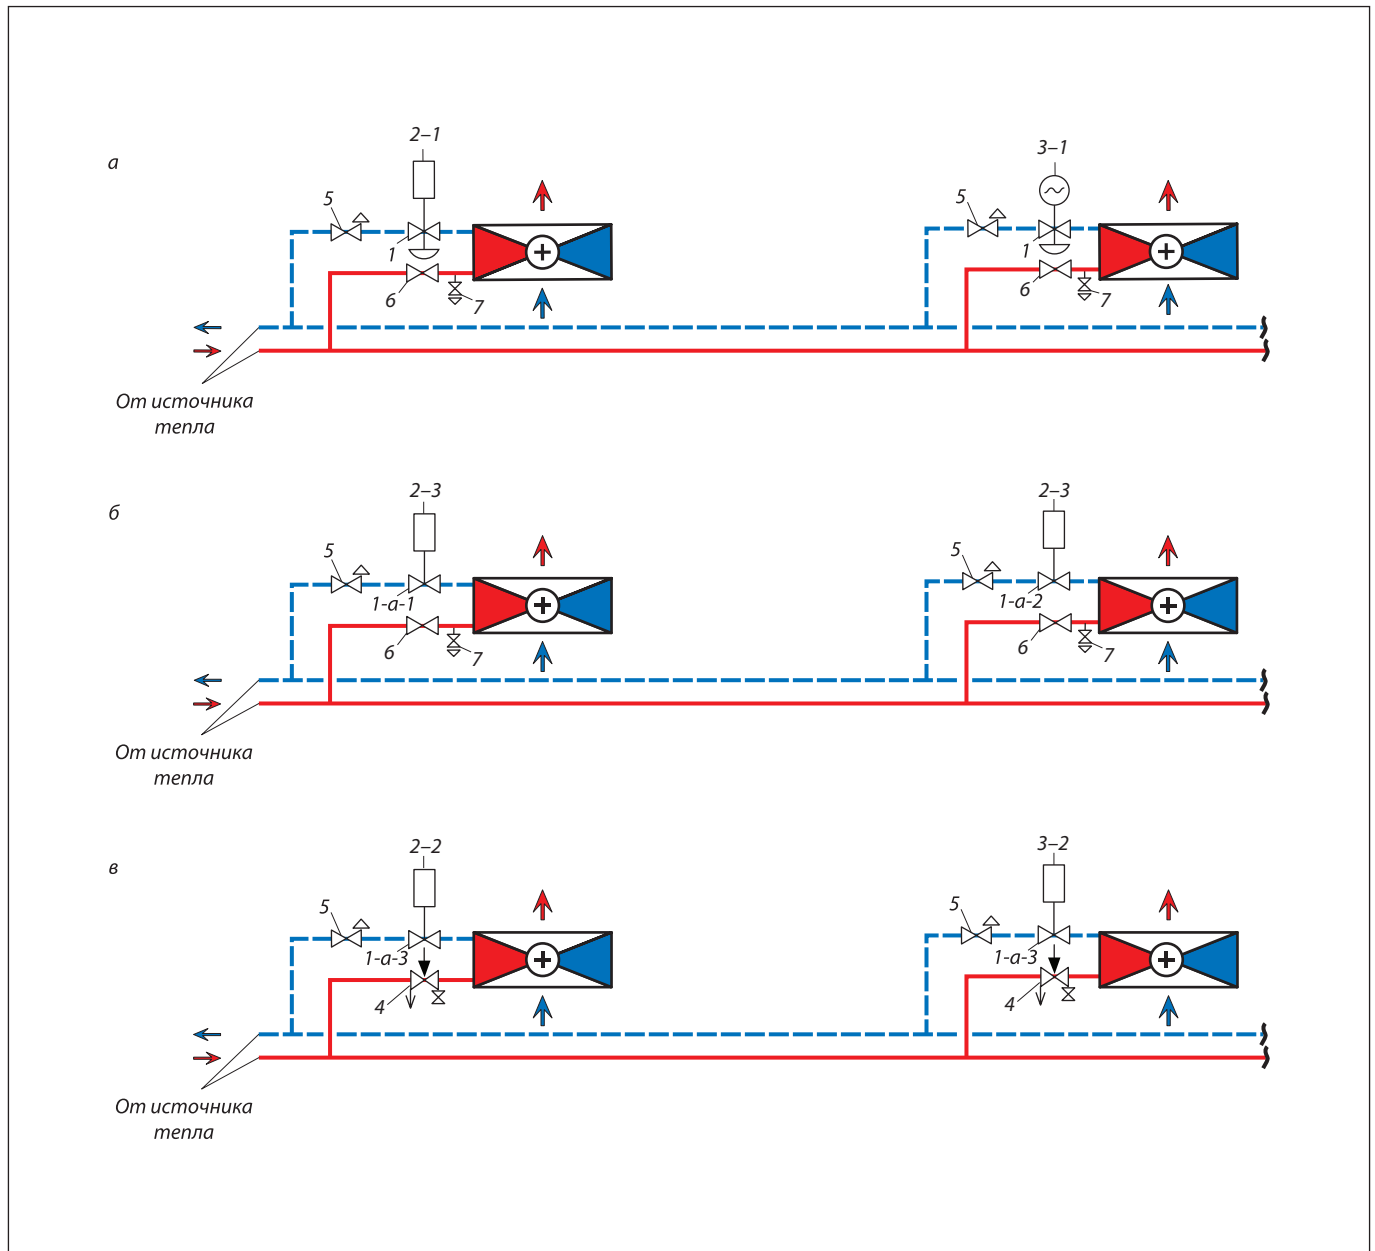 а
2–1
3–1
5
5
1
1
6
7
6
7
От источника
тепла
б
2–3
2–3
5
5
1-а-1
1-а-2
6
7
6
7
От источника
тепла
в
2–2
3–2
5
5
1-а-3
1-а-3
4
4
От источника
тепла